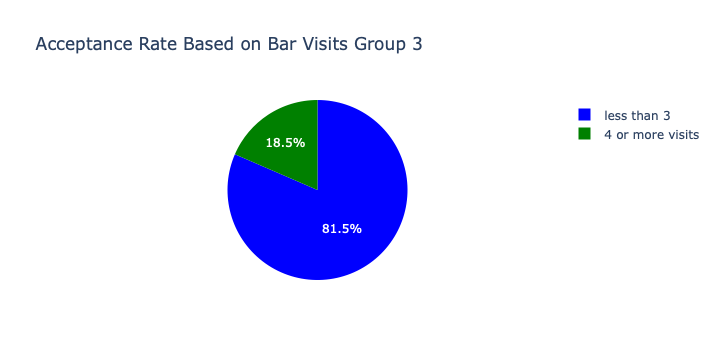 Acceptance Rate Based on Bar Visits Group 3
less than 3
4 or more visits
18.5%
81.5%